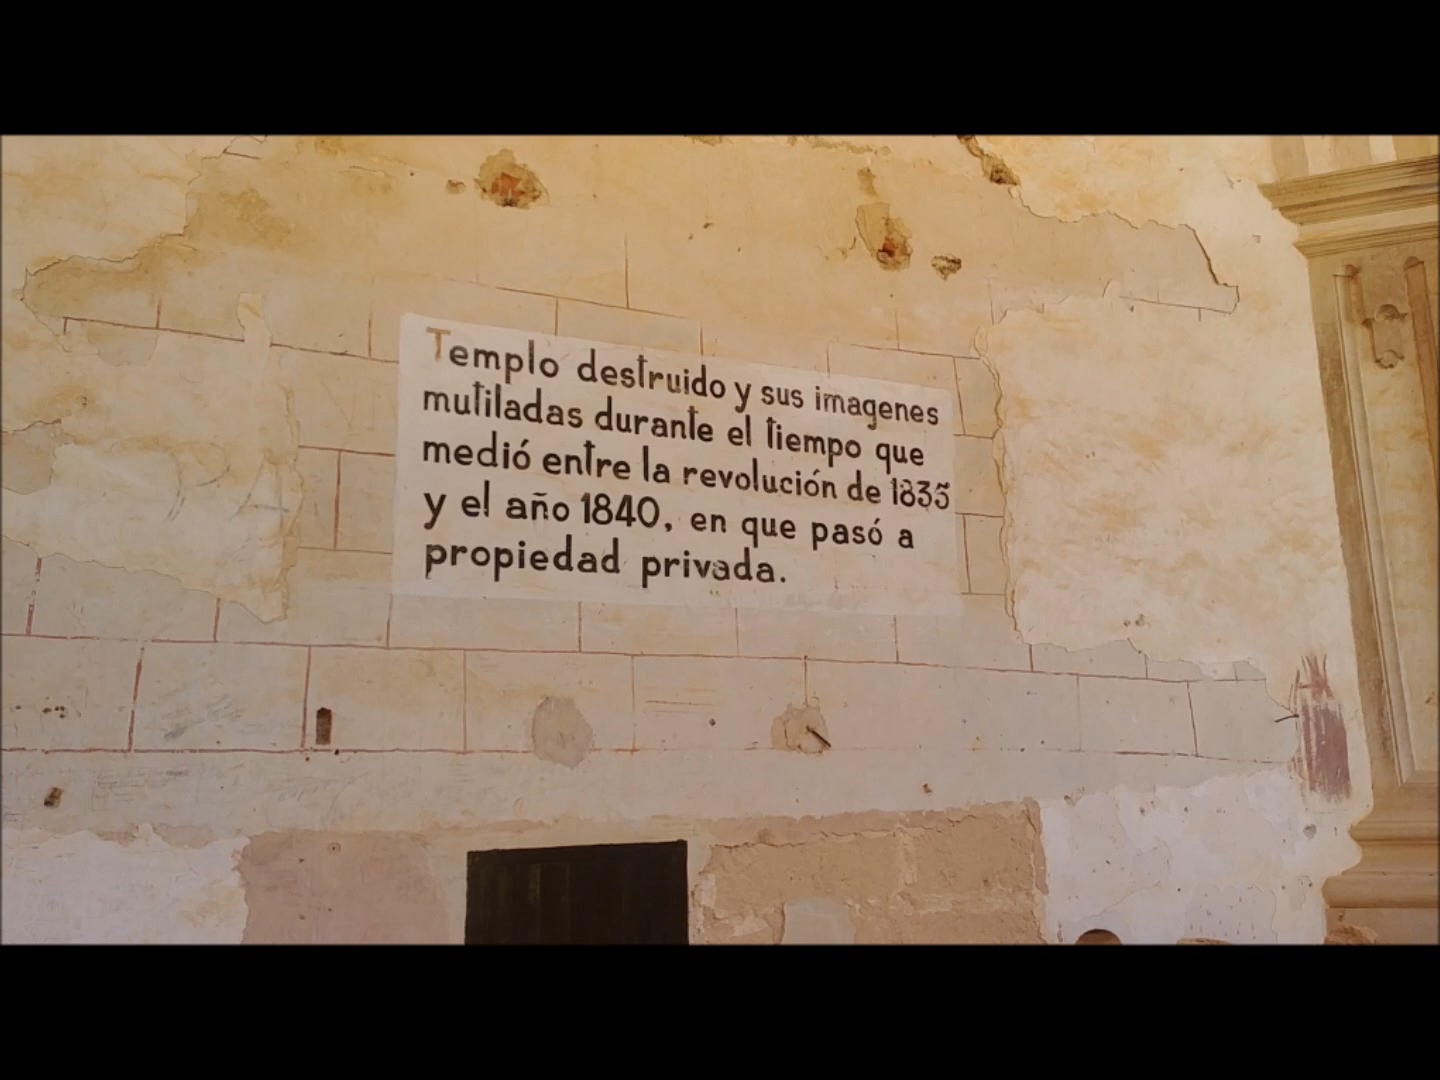 Templo destruido y sus imagenes
mutiladas durante el tiempo que
medió entre la revolución de 1835
y el año 1840, en que pasó a
propiedad privada.